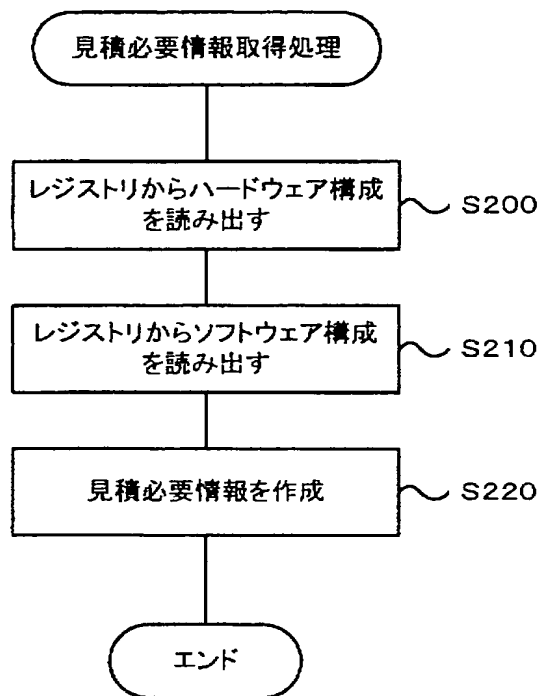 見積必要情報取得処理
レジストリからハードウェア構成
を読み出す
S200
レジストリからソフトウェア構成
を読み出す
S210
見積必要情報を作成
S220
エンド